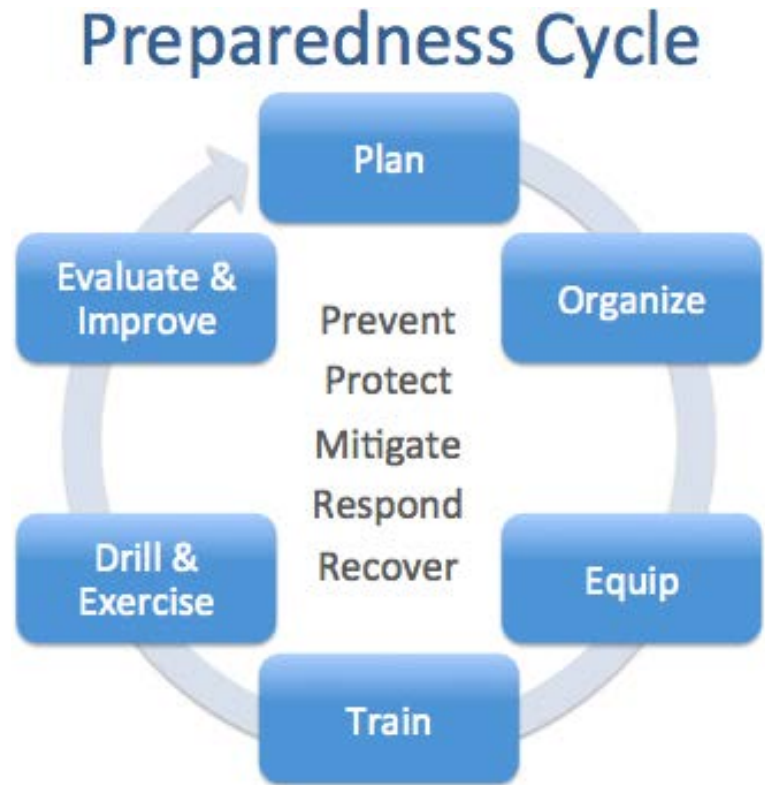 Preparedness Cycle
Plan
Organize
Equip
Train
Drill &
Exercise
Evaluate &
Improve
Prevent
Protect
Mitigate
Respond
Recover